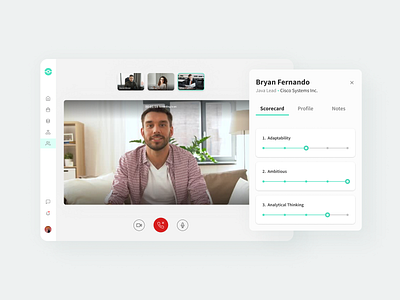 Bryan Fernando
Java Lead - Cisco Systems Inc.
Scorecard
Profile
Notes
1. Adaptability
2. Ambitious
3. Analytical Thinking